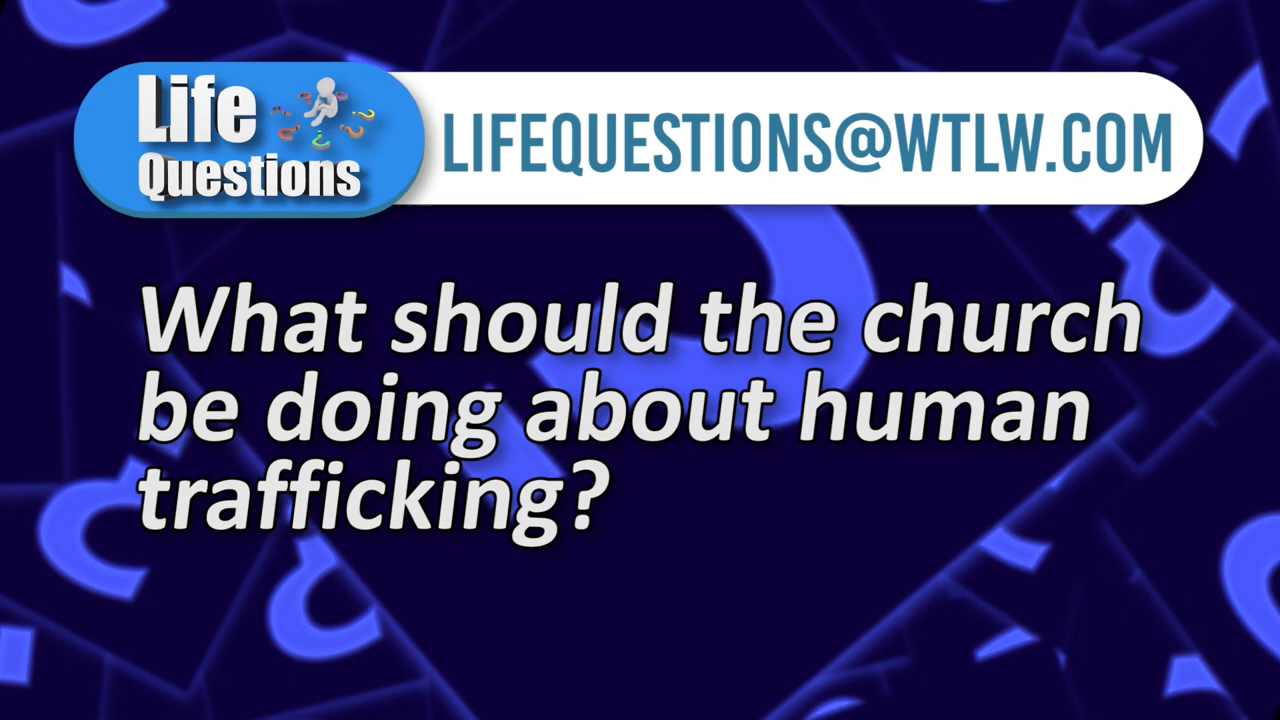 Life
Questions
LIFEQUESTIONS@WTLW.COM
What should the church
be doing about human
trafficking?